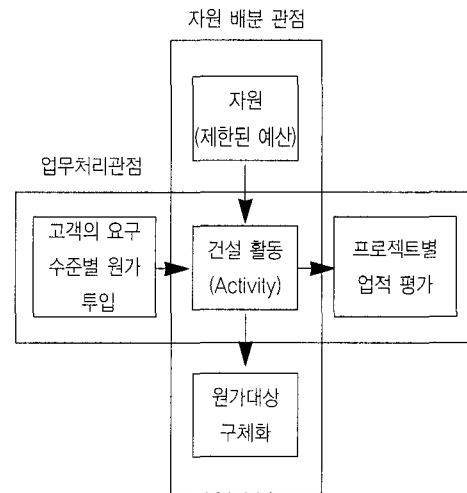 자원 배분 관점
자원
(제한된 예산)
업무처리관점
고객의 요구
수준별 원가
투입
건설 활동
(Activity)
프로젝트별
업적 평가
원가대상
구체화